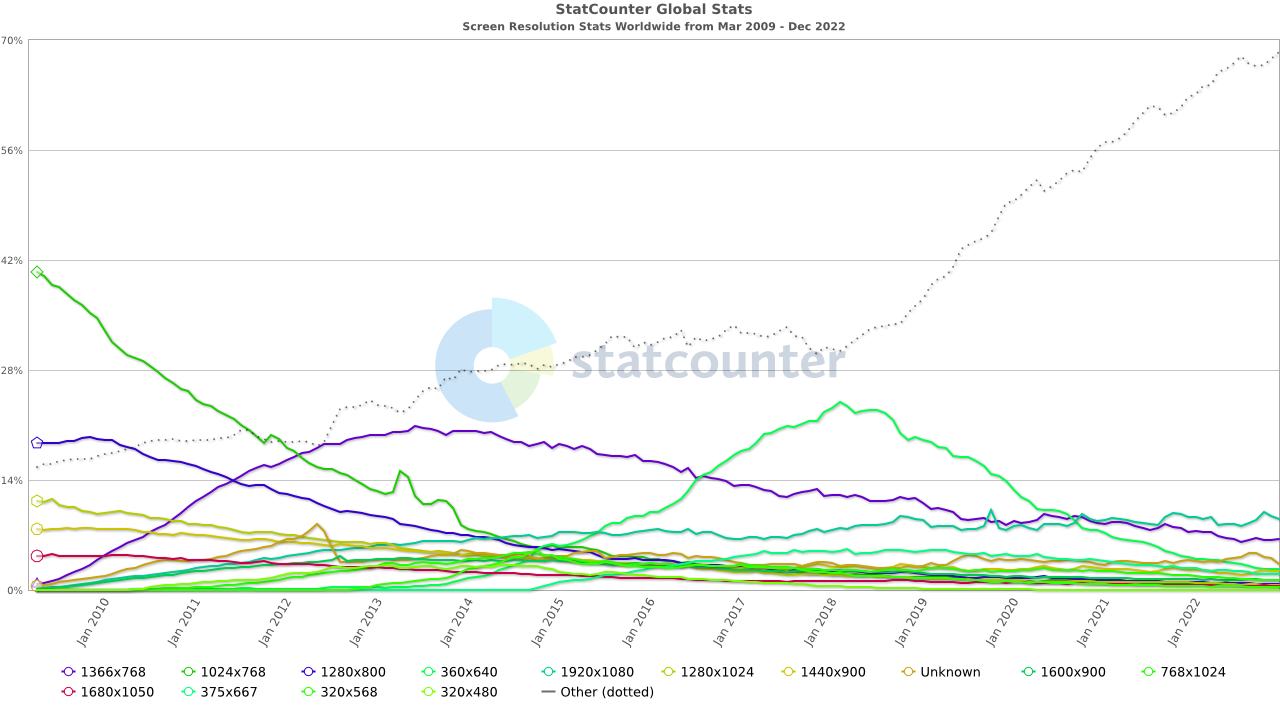 StatCounter Global Stats
Screen Resolution Stats Worldwide from Mar 2009 - Dec 2022
70%
56%
42%
28%
14%
0%
statcounter
Jan 2010 Jan 2011 Jan 2012 Jan 2013 Jan 2014 Jan 2015 Jan 2016 Jan 2017 Jan 2018 Jan 2019 Jan 2020 Jan 2021 Jan 2022
1366x768 1024x768 1280x800 360x640 1920x1080 1280x1024 1440x900 Unknown 1600x900 768x1024
1680x1050 375x667 320x568 320x480 Other (dotted)